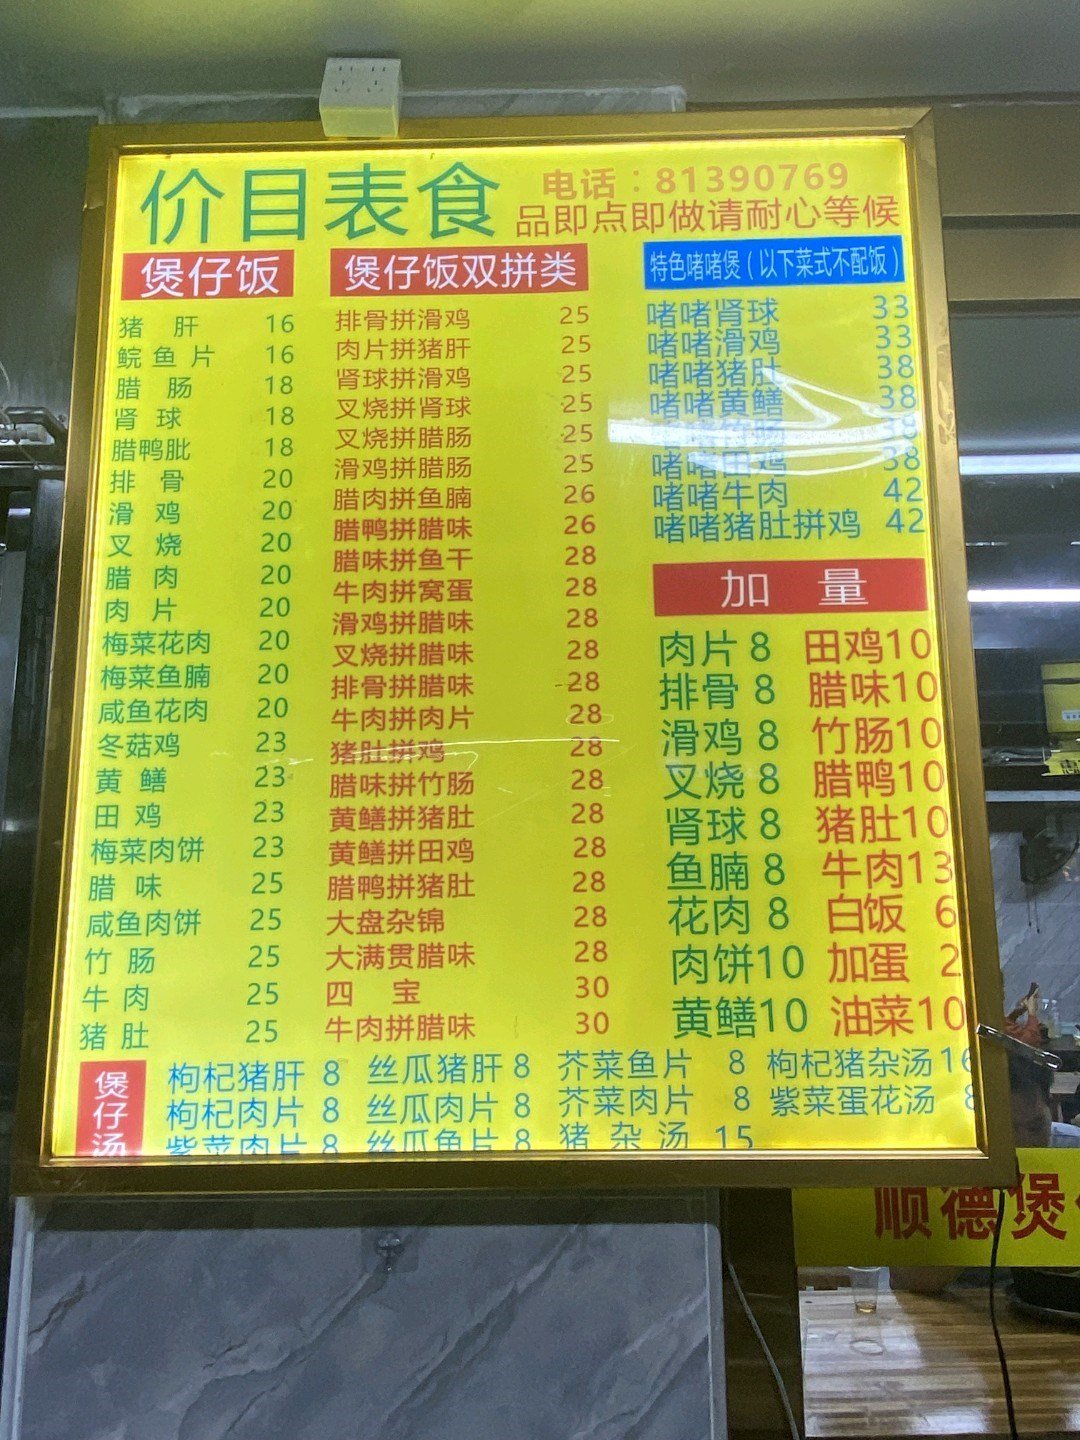 价目表食
电话：81390769
品即点即做请耐心等候
煲仔饭
猪肝 16
鲩鱼片 16
腊肠 18
肾球 18
腊鸭肶 18
排骨 20
滑鸡 20
叉烧 20
腊肉 20
肉片 20
梅菜花肉 20
梅菜鱼腩 20
咸鱼花肉 20
冬菇鸡 23
黄鳝 23
田鸡 23
梅菜肉饼 23
腊味 25
咸鱼肉饼 25
竹肠 25
牛肉 25
猪肚 25
煲仔饭双拼类
排骨拼滑鸡 25
肉片拼猪肝 25
肾球拼滑鸡 25
叉烧拼肾球 25
叉烧拼腊肠 25
滑鸡拼腊肠 25
腊肉拼鱼腩 26
腊鸭拼腊味 26
腊味拼鱼干 28
牛肉拼窝蛋 28
滑鸡拼腊味 28
叉烧拼腊味 28
排骨拼腊味 28
牛肉拼肉片 28
猪肚拼鸡 28
腊味拼竹肠 28
黄鳝拼猪肚 28
黄鳝拼田鸡 28
腊鸭拼猪肚 28
大盘杂锦 28
大满贯腊味 28
四宝 30
牛肉拼腊味 30
特色啫啫煲（以下菜式不配饭）
啫啫肾球 33
啫啫滑鸡 33
啫啫猪肚 38
啫啫黄鳝 38
啫啫竹肠 38
啫啫田鸡 38
啫啫牛肉 42
啫啫猪肚拼鸡 42
加量
肉片 8 田鸡10
排骨 8 腊味10
滑鸡 8 竹肠10
叉烧 8 腊鸭10
肾球 8 猪肚10
鱼腩 8 牛肉13
花肉 8 白饭 6
肉饼10 加蛋 2
黄鳝10 油菜10
煲仔汤
枸杞猪肝 8 丝瓜猪肝 8 芥菜鱼片 8 枸杞猪杂汤16
枸杞肉片 8 丝瓜肉片 8 芥菜肉片 8 紫菜蛋花汤 8
紫菜肉片 8 丝瓜鱼片 8 猪杂汤 15
顺德煲